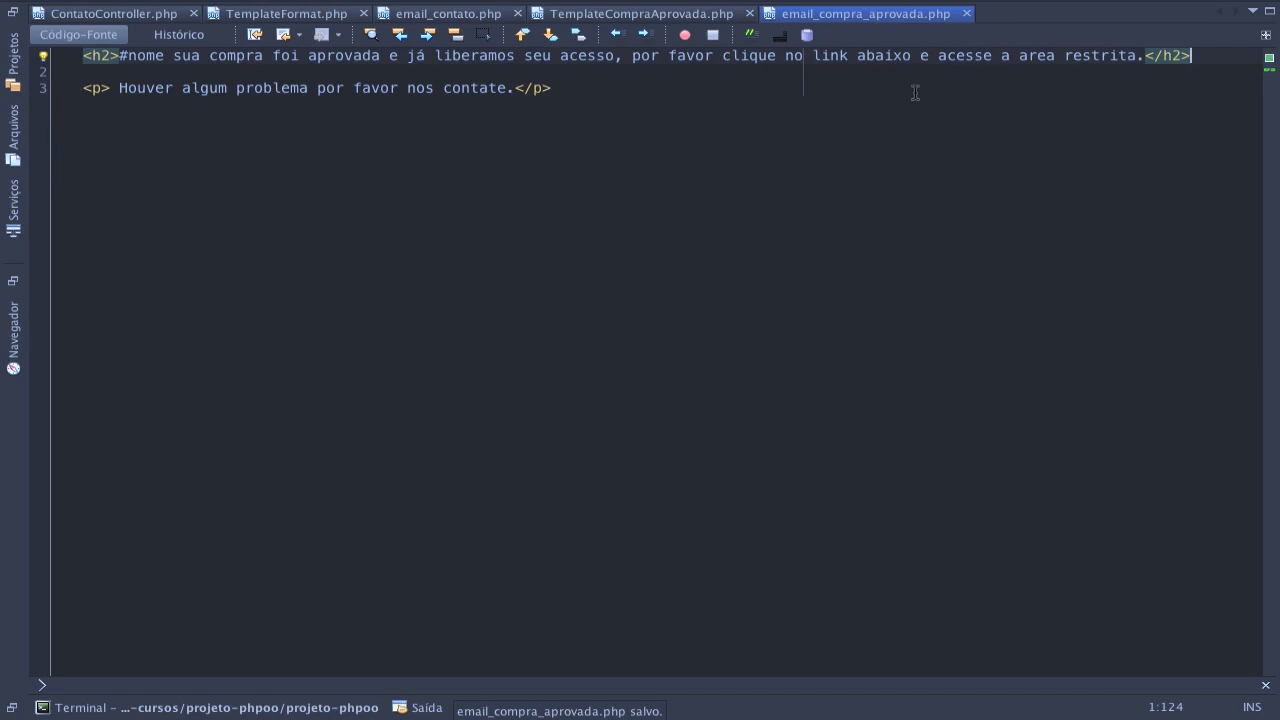 ContatoController.php
TemplateFormat.php
email_contato.php
TemplateCompraAprovada.php
email_compra_aprovada.php
Código-Fonte
Histórico
Projetos
Arquivos
Serviços
Navegador
<h2>#nome sua compra foi aprovada e já liberamos seu acesso, por favor clique no link abaixo e acesse a area restrita.</h2>
2
3 <p> Houver algum problema por favor nos contate.</p>
Terminal - ...-cursos/projeto-phpoo/projeto-phpoo
Saída
email_compra_aprovada.php salvo.
1:124
INS